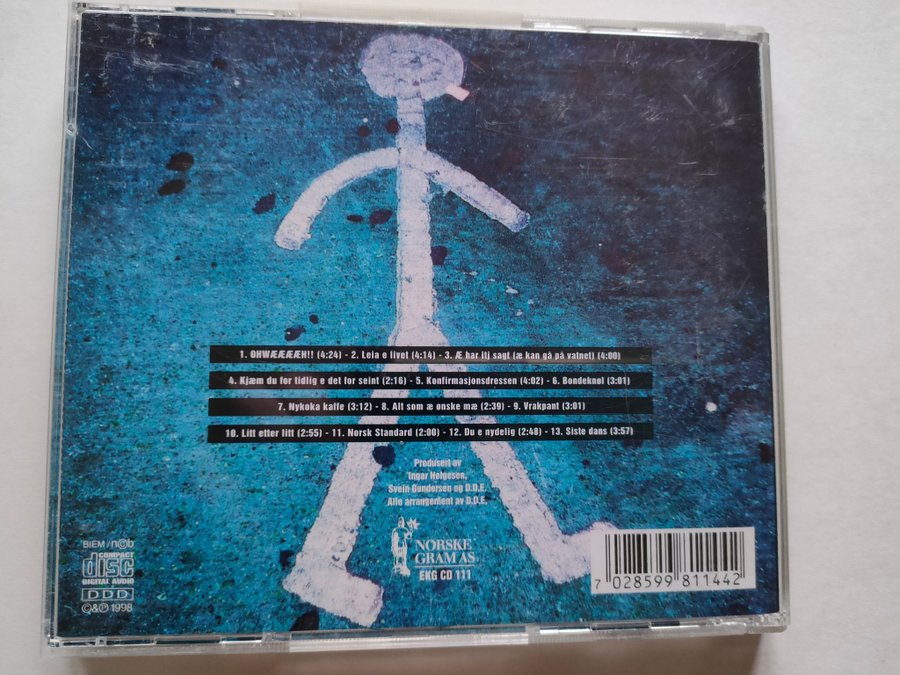 1. OHWÆÆÆÆH!! (4:24) - 2. Leia e livet (4:14) - 3. Æ har itj sagt (æ kan gå på vatnet) (4:00)
4. Kjæm du for tidlig e det for seint (2:16) - 5. Konfirmasjonsdressen (4:02) - 6. Bondeknøl (3:01)
7. Nykoka kaffe (3:12) - 8. Alt som æ ønske mæ (2:39) - 9. Vrakpant (3:01)
10. Litt etter litt (2:55) - 11. Norsk Standard (2:00) - 12. Du e nydelig (2:48) - 13. Siste dans (3:57)
Produsert av
Ingar Helgesen,
Svein Gundersen og D.D.E.
Alle arrangement av D.D.E.
BIEM / n©b
COMPACT
disc
DIGITAL AUDIO
DDD
©&℗ 1998
NORSKE
GRAM AS
EKG CD 111
7 028599 811442